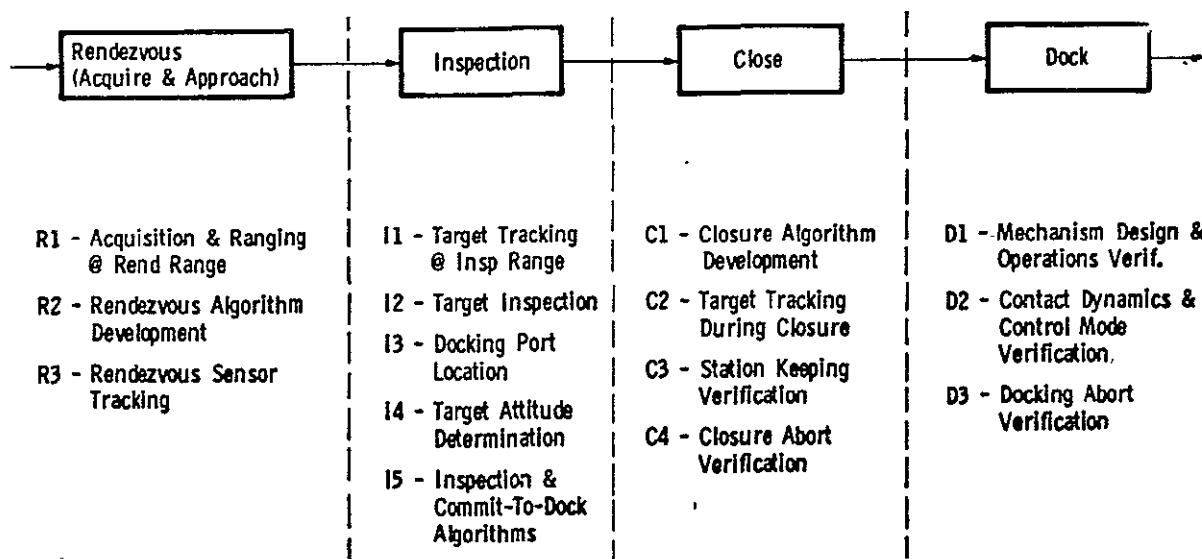 Rendezvous
(Acquire & Approach)
Inspection
Close
Dock
R1 - Acquisition & Ranging
@ Rend Range
R2 - Rendezvous Algorithm
Development
R3 - Rendezvous Sensor
Tracking
I1 - Target Tracking
@ Insp Range
I2 - Target Inspection
I3 - Docking Port
Location
I4 - Target Attitude
Determination
I5 - Inspection &
Commit-To-Dock
Algorithms
C1 - Closure Algorithm
Development
C2 - Target Tracking
During Closure
C3 - Station Keeping
Verification
C4 - Closure Abort
Verification
D1 - Mechanism Design &
Operations Verif.
D2 - Contact Dynamics &
Control Mode
Verification
D3 - Docking Abort
Verification